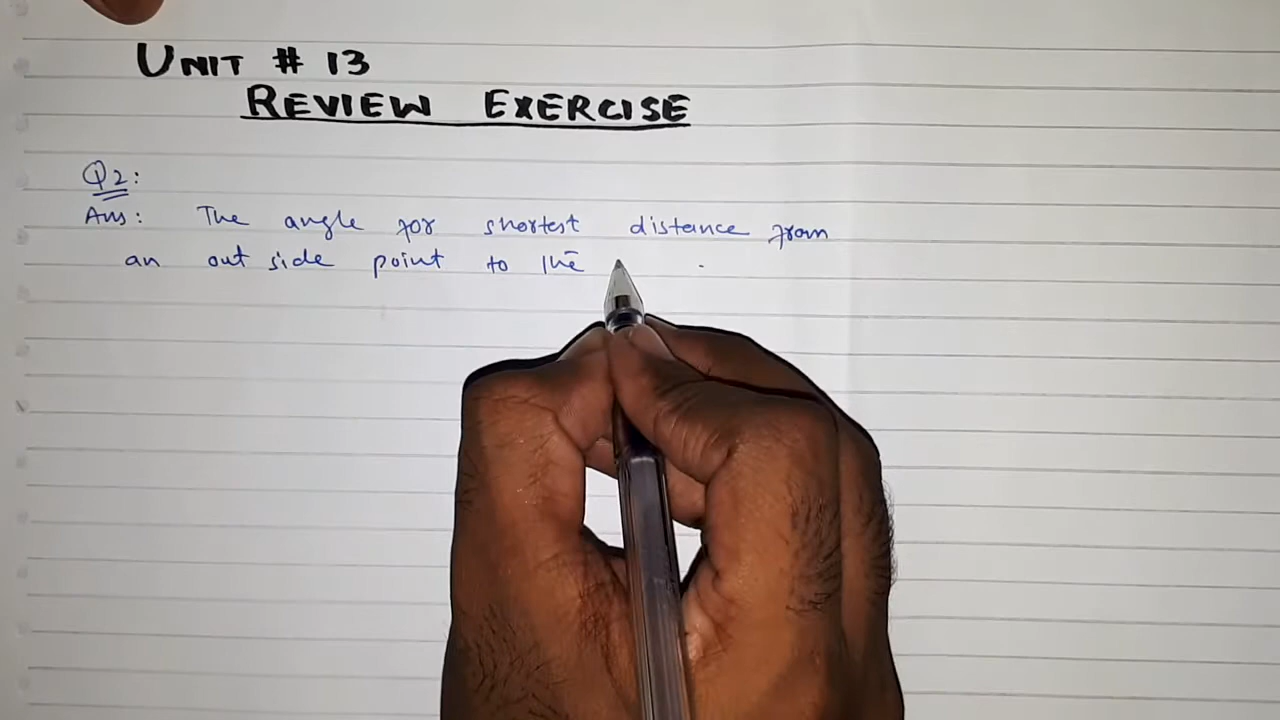 UNIT # 13
REVIEW EXERCISE
Q2:
Ans: The angle for shortest distance from
an out side point to the